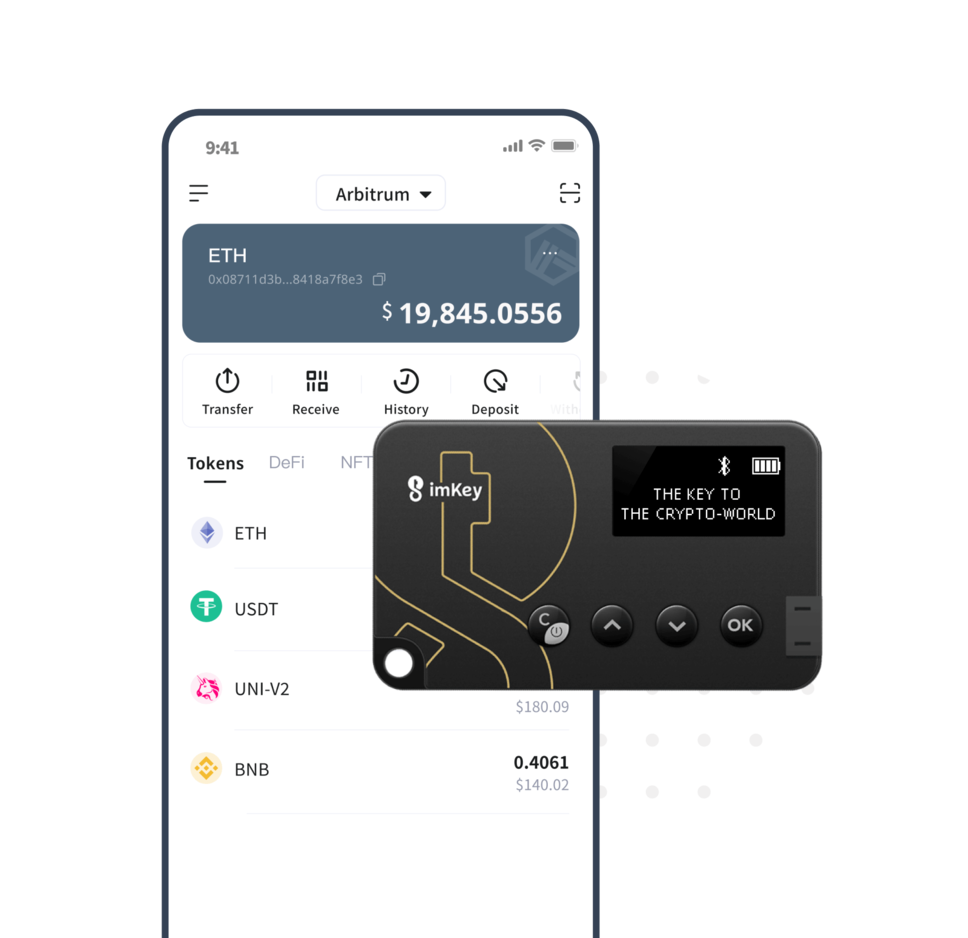 9:41
Arbitrum
ETH
0x08711d3b...8418a7f8e3
$ 19,845.0556
Transfer Receive History Deposit With
Tokens DeFi NFT
imKey
THE KEY TO
THE CRYPTO-WORLD
ETH
USDT
C OK
UNI-V2
$180.09
BNB
0.4061
$140.02